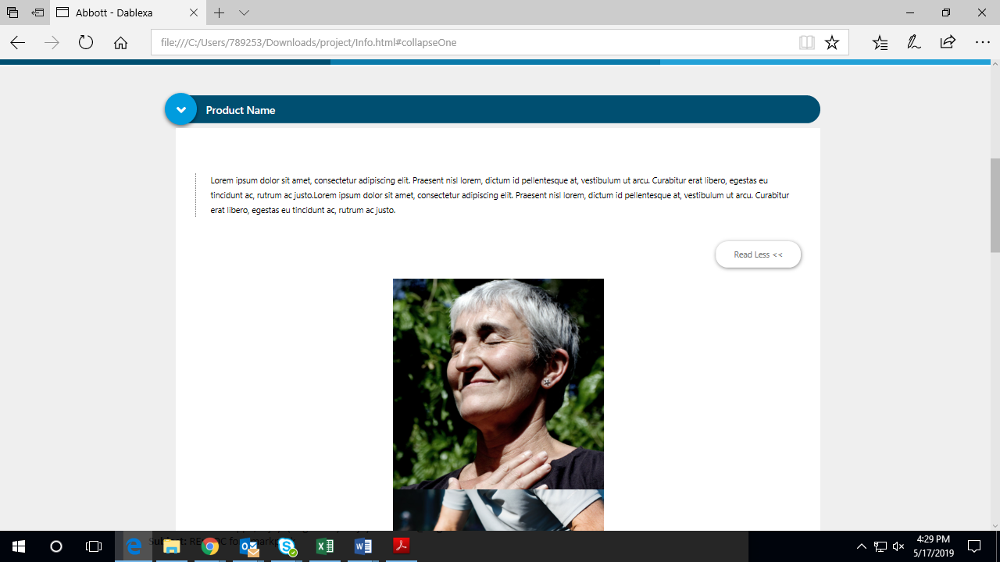 Abbott - Dablexa
file:///C:/Users/789253/Downloads/project/Info.html#collapseOne
Product Name
Lorem ipsum dolor sit amet, consectetur adipiscing elit. Praesent nisl lorem, dictum id pellentesque at, vestibulum ut arcu. Curabitur erat libero, egestas eu
tincidunt ac, rutrum ac justo.Lorem ipsum dolor sit amet, consectetur adipiscing elit. Praesent nisl lorem, dictum id pellentesque at, vestibulum ut arcu. Curabitur
erat libero, egestas eu tincidunt ac, rutrum ac justo.
Read Less <<
4:29 PM
5/17/2019